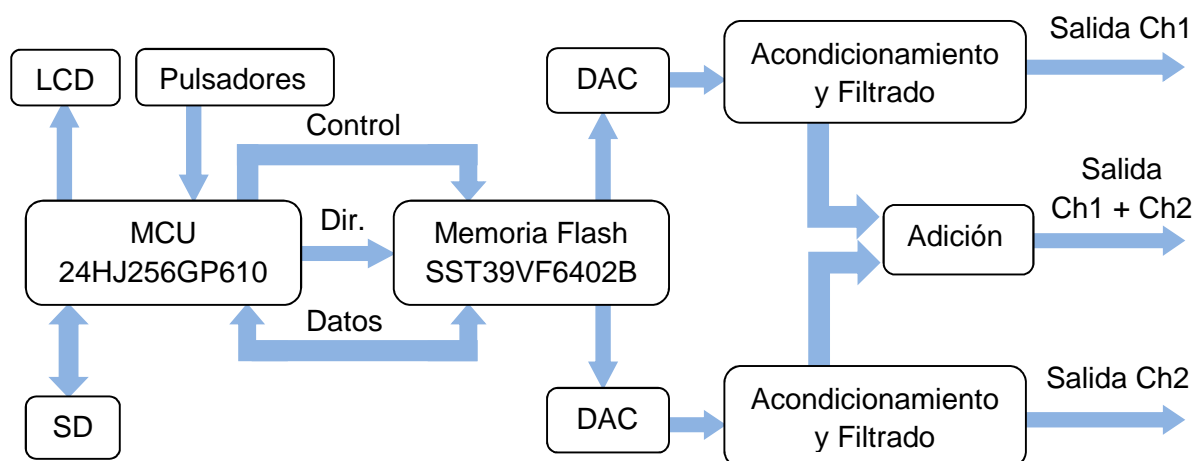 LCD
Pulsadores
Control
MCU
24HJ256GP610
Dir.
Datos
SD
Memoria Flash
SST39VF6402B
DAC
Acondicionamiento
y Filtrado
Salida Ch1
Adición
Salida
Ch1 + Ch2
DAC
Acondicionamiento
y Filtrado
Salida Ch2